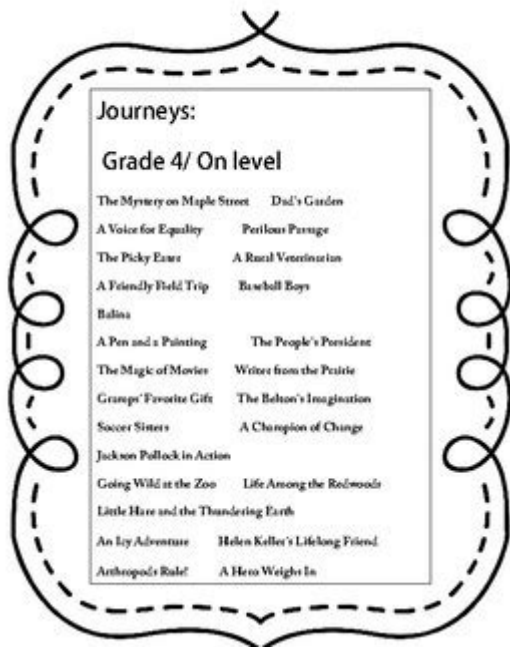 Journeys:
Grade 4/ On level
The Mystery on Maple Street Dad's Garden
A Voice for Equality Perilous Passage
The Picky Eater A Rural Veterinarian
A Friendly Field Trip Baseball Boys
Balina
A Pen and a Painting The People's President
The Magic of Movies Writer from the Prairie
Gramps' Favorite Gift The Belton's Imagination
Soccer Sisters A Champion of Change
Jackson Pollock in Action
Going Wild at the Zoo Life Among the Redwoods
Little Hare and the Thundering Earth
An Icy Adventure Helen Keller's Lifelong Friend
Arthropods Rule! A Hero Weighs In